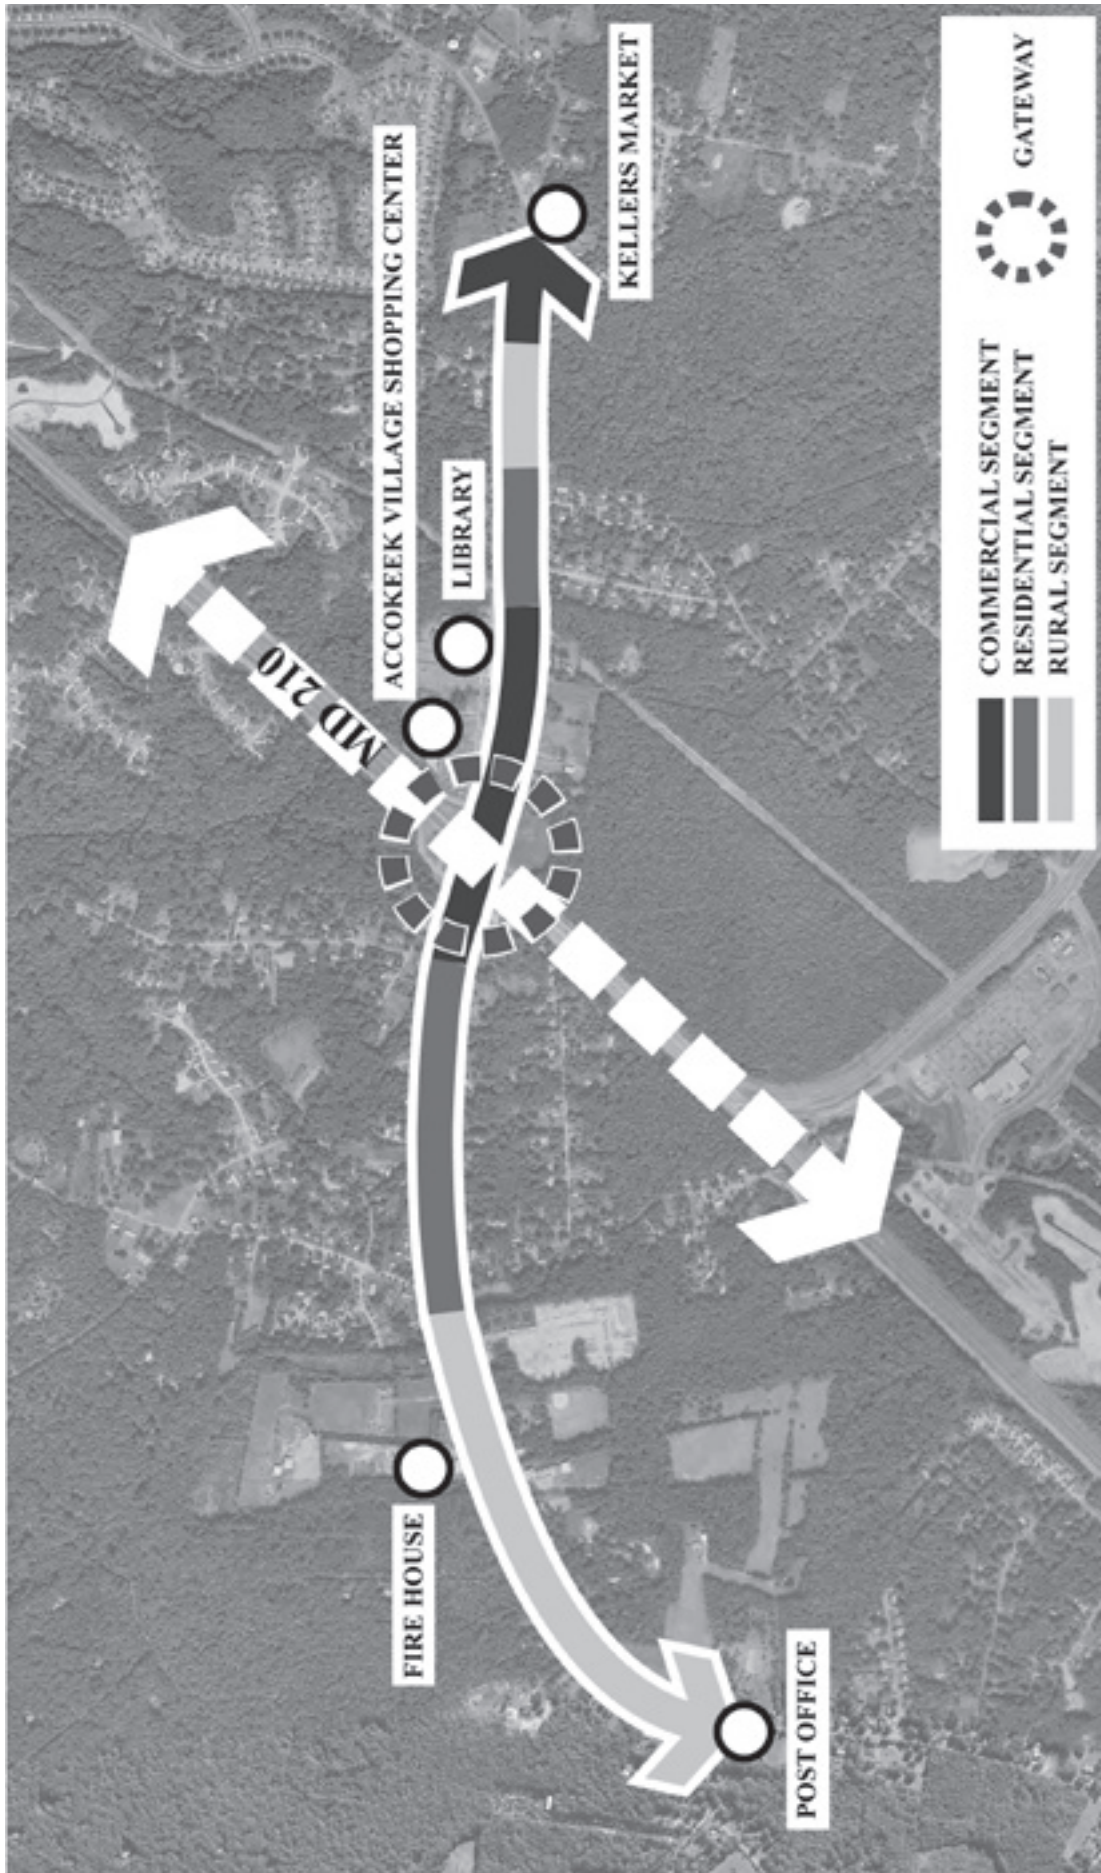 KELLERS MARKET
ACCOKEEK VILLAGE SHOPPING CENTER
LIBRARY
MD 210
FIRE HOUSE
POST OFFICE
COMMERCIAL SEGMENT
RESIDENTIAL SEGMENT
RURAL SEGMENT
GATEWAY